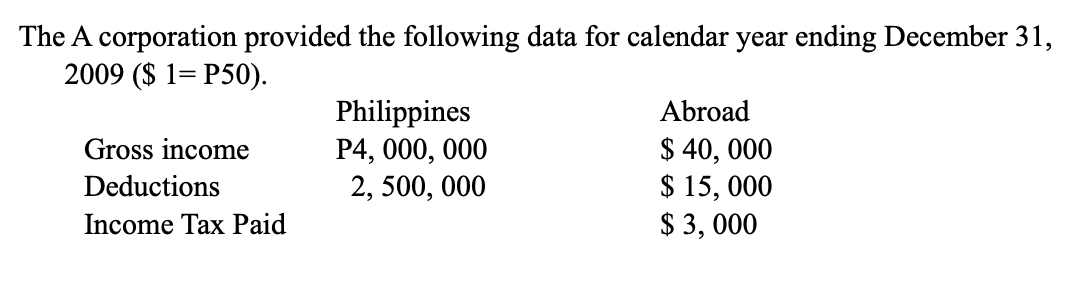 The A corporation provided the following data for calendar year ending December 31,
2009 ($ 1= P50).
Philippines Abroad
Gross income P4, 000, 000 $ 40, 000
Deductions 2, 500, 000 $ 15, 000
Income Tax Paid $ 3, 000